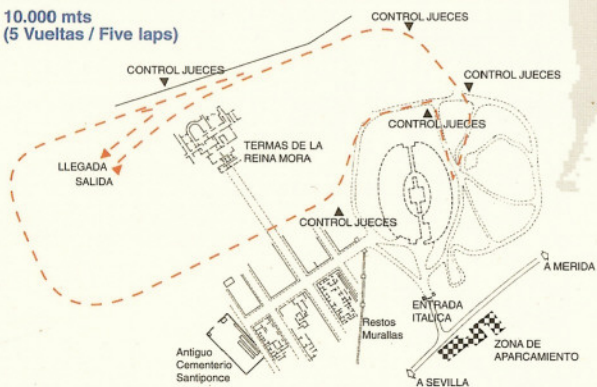 10.000 mts
(5 Vueltas / Five laps)
CONTROL JUECES
CONTROL JUECES
CONTROL JUECES
CONTROL JUECES
TERMAS DE LA
REINA MORA
LLEGADA
SALIDA
CONTROL JUECES
A MERIDA
ENTRADA
ITALICA
Restos
Murallas
ZONA DE
APARCAMIENTO
Antiguo
Cementerio
Santiponce
A SEVILLA